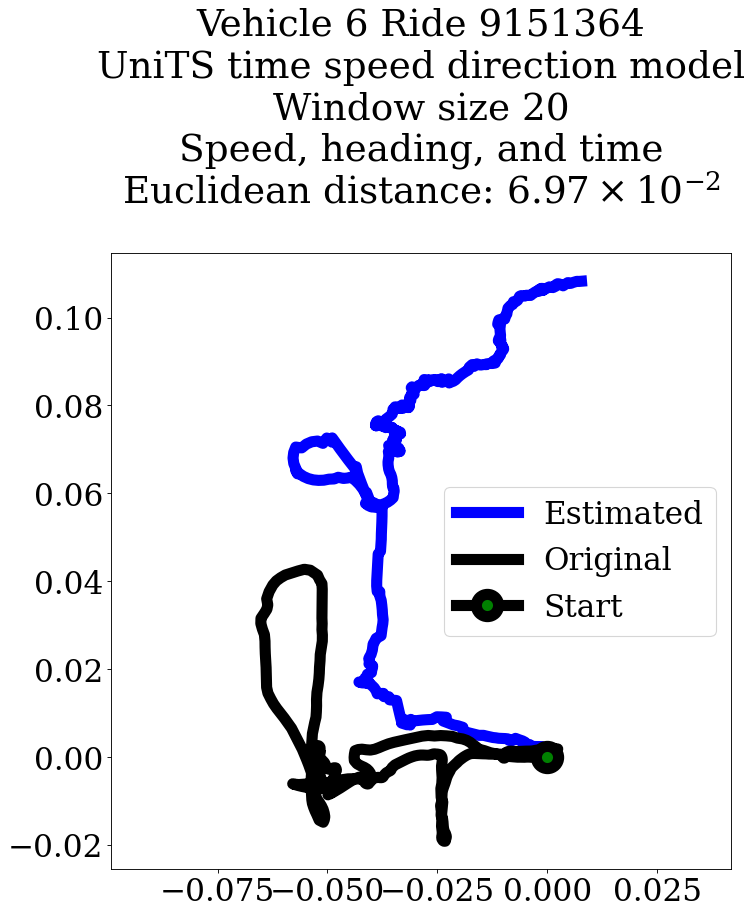 Vehicle 6 Ride 9151364
UniTS time speed direction model
Window size 20
Speed, heading, and time
Euclidean distance: 6.97 × 10⁻²
0.10
0.08
0.06
0.04
0.02
0.00
−0.02
Estimated
Original
Start
−0.075 −0.050 −0.025 0.000 0.025